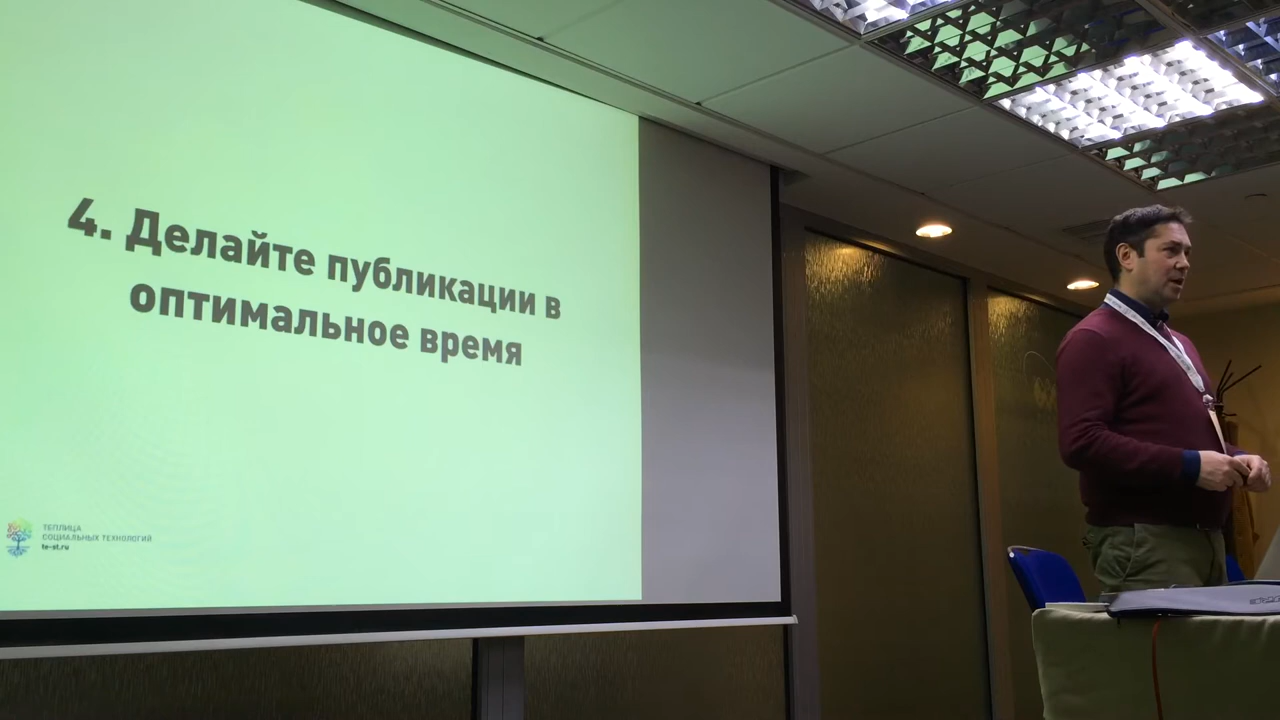 4. Делайте публикации в
оптимальное время
ТЕПЛИЦА
СОЦИАЛЬНЫХ ТЕХНОЛОГИЙ
te-st.ru